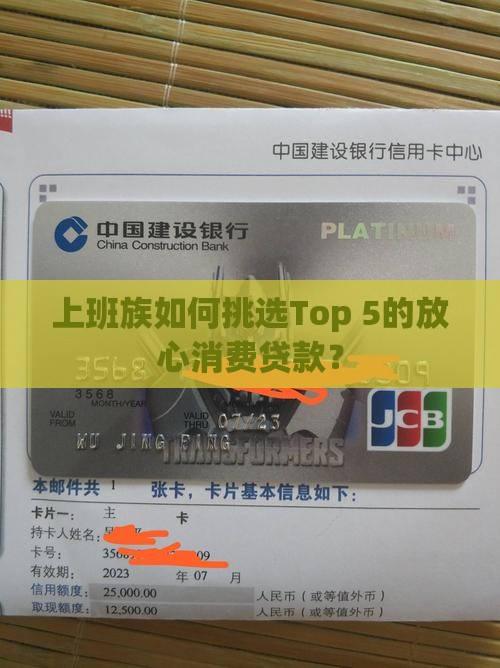 !!!
中国建设银行信用卡中心
中国建设银行
China Construction Bank
PLATINUM
上班族如何挑选Top 5的放
心消费贷款？
3568
3568
MONTH/YEAR
VALID FROM
VALID THRU
07/23
WU JING PING
TRANSFORMERS
JCB
本邮件共 1 张卡，卡片基本信息如下：
卡片一： 主 卡
持卡人姓名：
卡号： 09
有效期： 2023 年 07 月
信用额度： 25,000.00 人民币（或等值外币）
取现额度： 12,500.00 人民币（或等值外币）